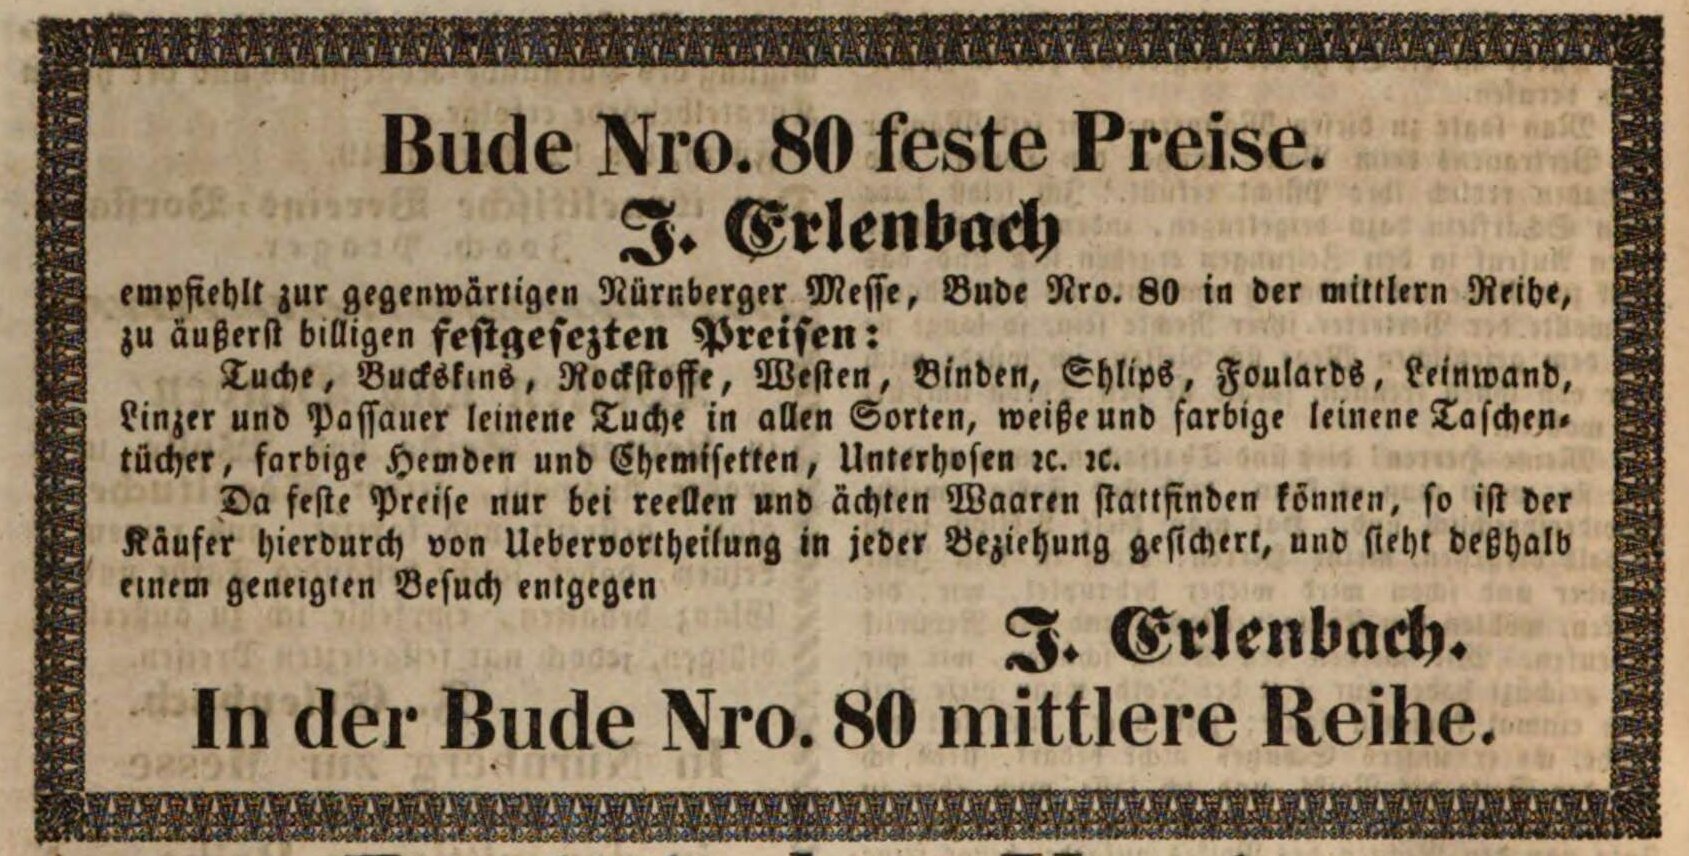 Bude Nro. 80 feste Preise.
J. Erlenbach
empfiehlt zur gegenwärtigen Nürnberger Messe, Bude Nro. 80 in der mittlern Reihe,
zu äußerst billigen festgesezten Preisen:
Tuche, Buckskins, Rockstoffe, Westen, Binden, Shlips, Foulards, Leinwand,
Linzer und Passauer leinene Tuche in allen Sorten, weiße und farbige leinene Taschen-
tücher, farbige Hemden und Chemisetten, Unterhosen ꝛc. ꝛc.
Da feste Preise nur bei reellen und ächten Waaren stattfinden können, so ist der
Käufer hierdurch von Uebervortheilung in jeder Beziehung gesichert, und sieht deßhalb
einem geneigten Besuch entgegen
J. Erlenbach.
In der Bude Nro. 80 mittlere Reihe.